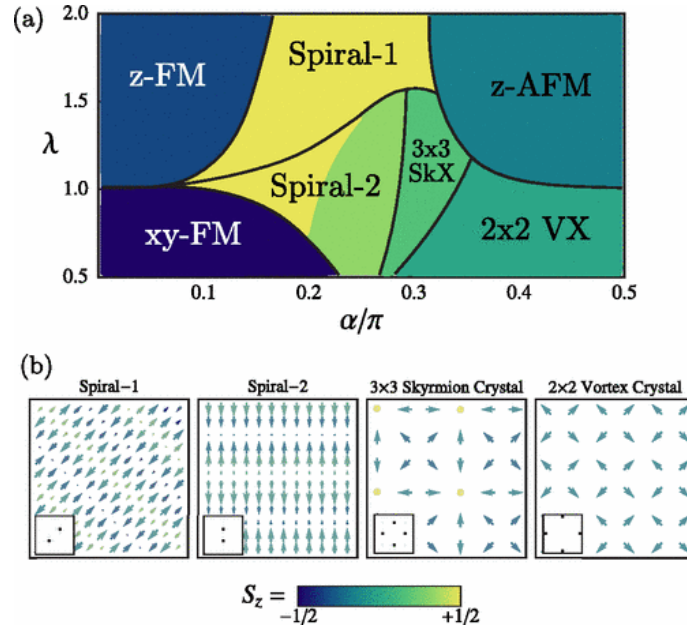 (a)
2.0
1.5
1.0
0.5
λ
z-FM
Spiral-1
z-AFM
Spiral-2
3x3
SkX
xy-FM
2x2 VX
0.1
0.2
0.3
0.4
0.5
α/π
(b)
Spiral−1
Spiral−2
3×3 Skyrmion Crystal
2×2 Vortex Crystal
S_z =
−1/2
+1/2